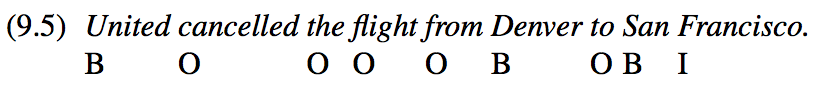 (9.5) United cancelled the flight from Denver to San Francisco.
B O O O O B O B I